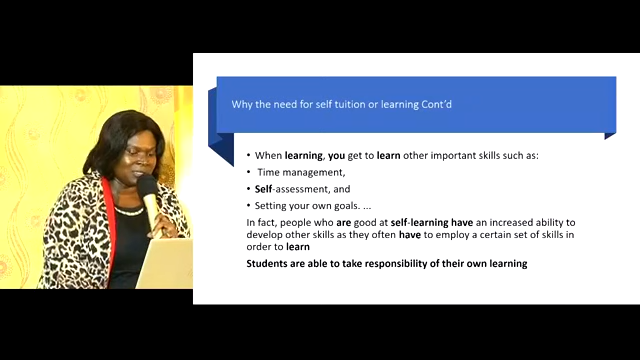 Why the need for self tuition or learning Cont'd
• When learning, you get to learn other important skills such as:
• Time management,
• Self-assessment, and
• Setting your own goals. ...
In fact, people who are good at self-learning have an increased ability to
develop other skills as they often have to employ a certain set of skills in
order to learn
Students are able to take responsibility of their own learning